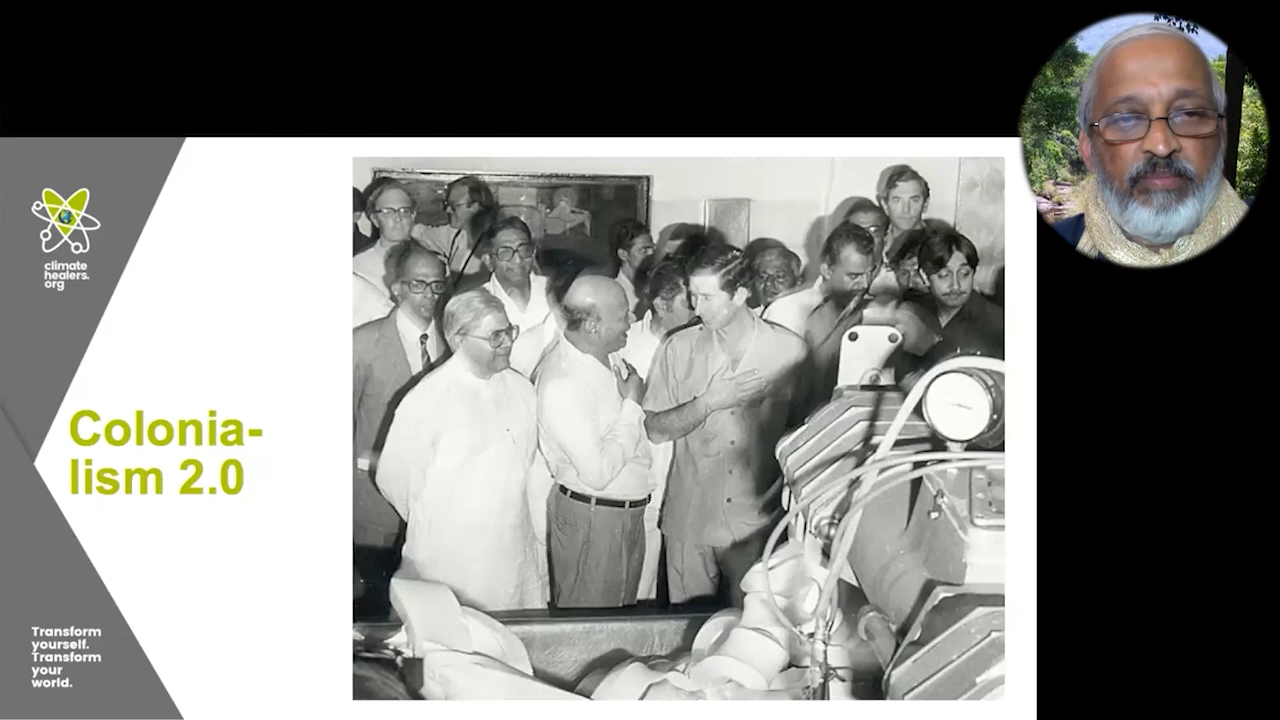 climate
healers.
org
Colonia-
lism 2.0
Transform
yourself.
Transform
your
world.